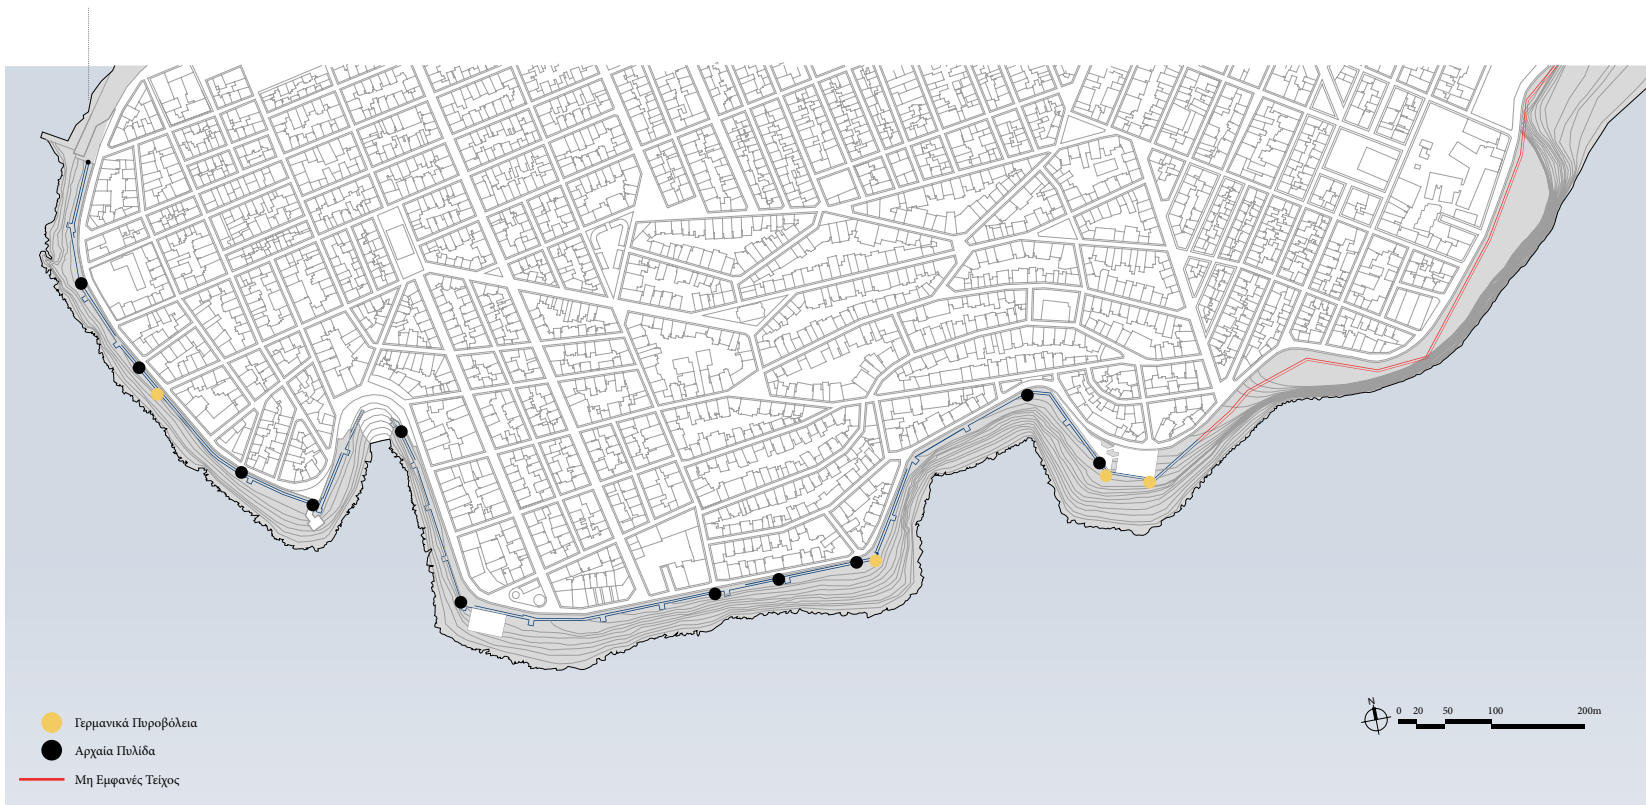 Γερμανικά Πυροβόλεια
Αρχαία Πυλίδα
Μη Εμφανές Τείχος
N
0 20 50 100 200m